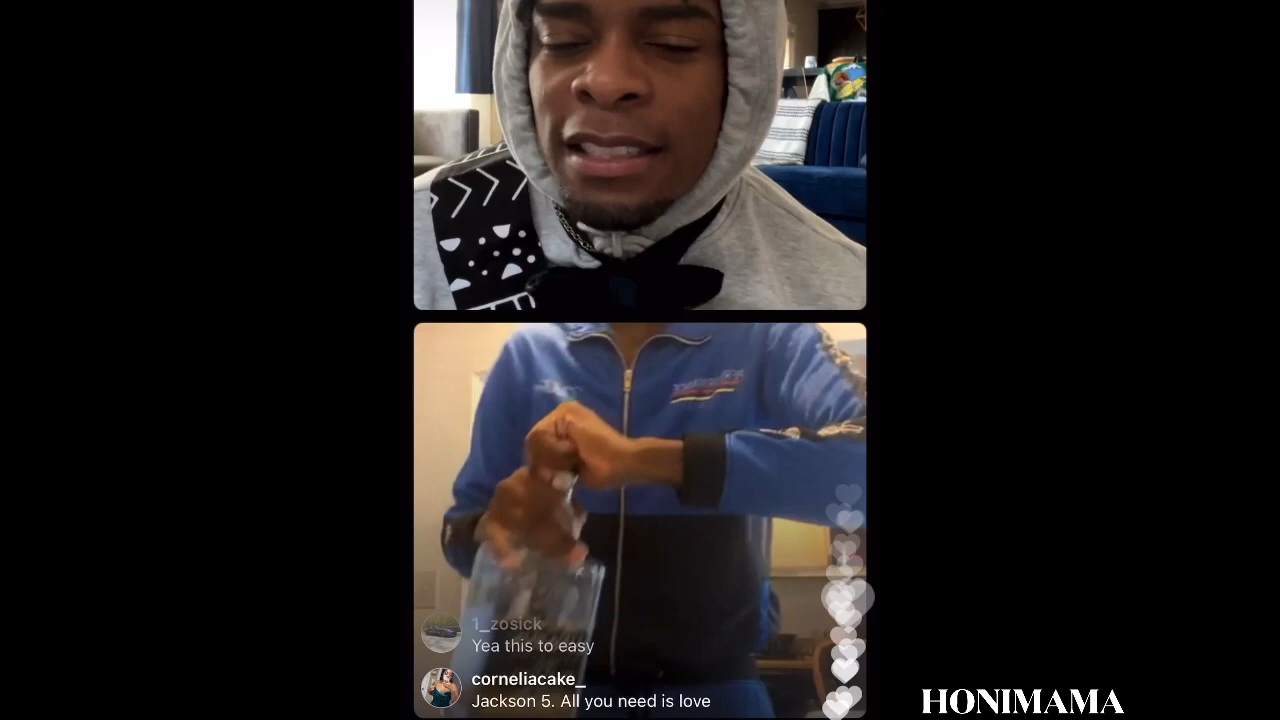 1_zosick
Yea this to easy
corneliacake_
Jackson 5. All you need is love
HONIMAMA